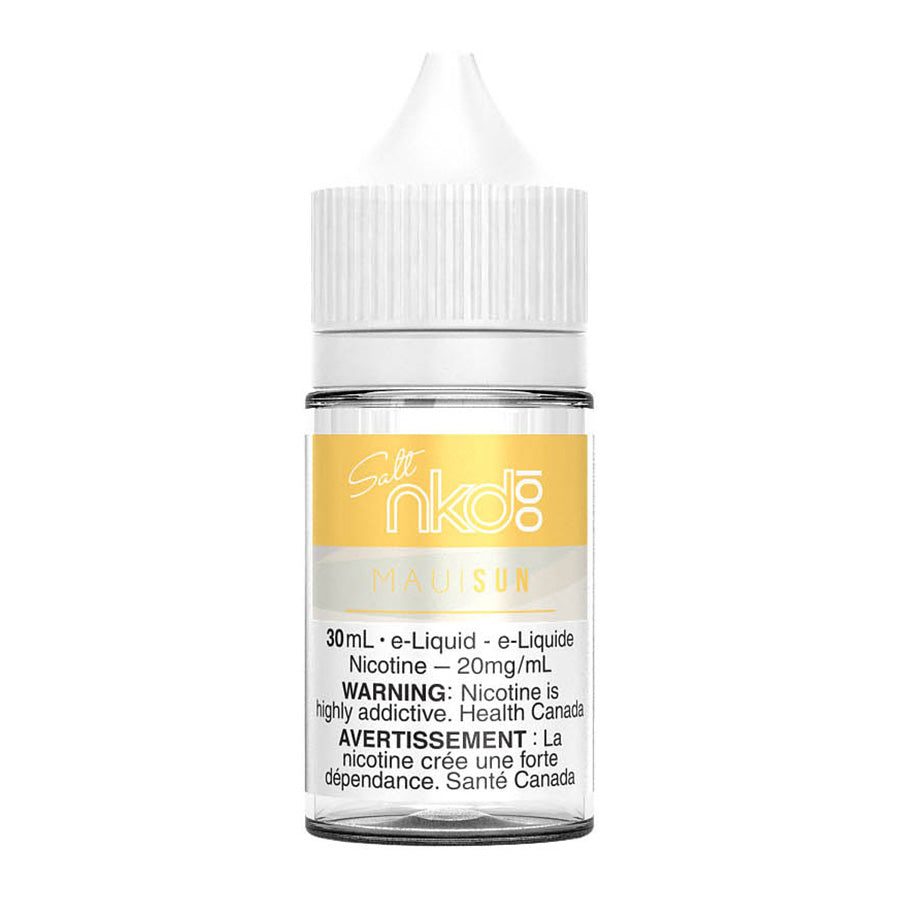 Salt
nkd 100
MAUI SUN
30mL • e-Liquid - e-Liquide
Nicotine — 20mg/mL
WARNING: Nicotine is
highly addictive. Health Canada
AVERTISSEMENT : La
nicotine crée une forte
dépendance. Santé Canada